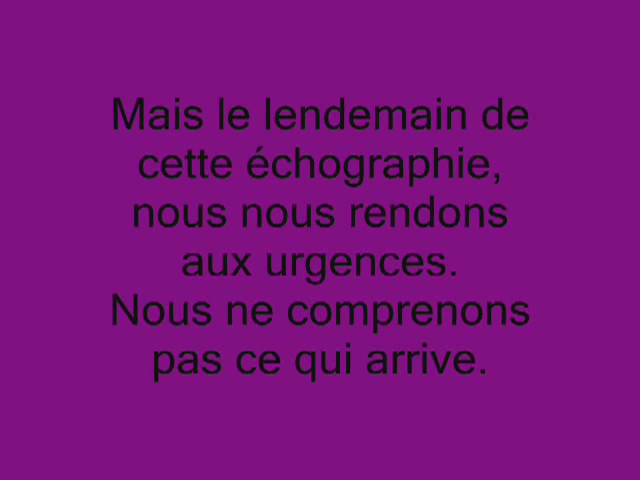 Mais le lendemain de
cette échographie,
nous nous rendons
aux urgences.
Nous ne comprenons
pas ce qui arrive.